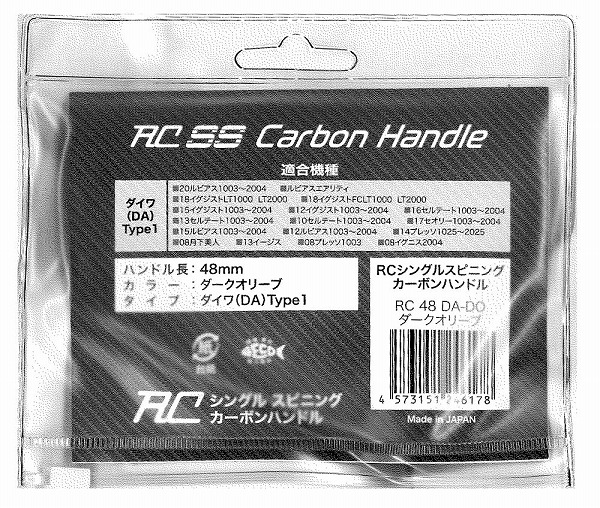 RC SS Carbon Handle
適合機種
ダイワ
(DA)
Type1
■20ルビアス1003~2004 ■ルビアスエアリティ
■18イグジストLT1000 LT2000 ■18イグジストFCLT1000 LT2000
■15イグジスト1003~2004 ■12イグジスト1003~2004 ■16セルテート1003~2004
■13セルテート1003~2004 ■10セルテート1003~2004 ■17セオリー1003~2004
■15ルビアス1003~2004 ■12ルビアス1003~2004 ■14プレッソ1025~2025
■08月下美人 ■13イージス ■08プレッソ1003 ■08イグニス2004
ハンドル長:48mm
カラー :ダークオリーブ
タイプ :ダイワ(DA)Type1
RCシングルスピニング
カーボンハンドル
RC 48 DA-DO
ダークオリーブ
4 573151 246178
Made in JAPAN
RC シングル スピニング
カーボンハンドル